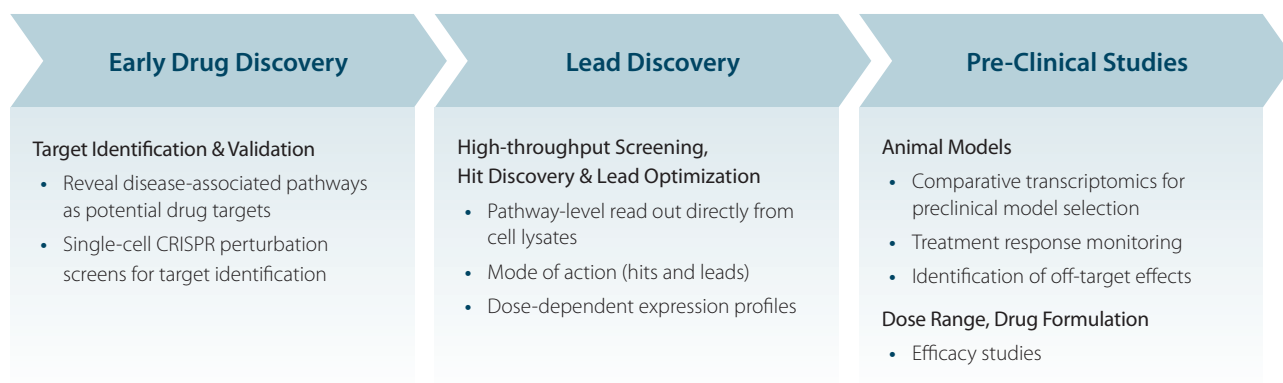 Early Drug Discovery
Target Identification & Validation
• Reveal disease-associated pathways
as potential drug targets
• Single-cell CRISPR perturbation
screens for target identification
Lead Discovery
High-throughput Screening,
Hit Discovery & Lead Optimization
• Pathway-level read out directly from
cell lysates
• Mode of action (hits and leads)
• Dose-dependent expression profiles
Pre-Clinical Studies
Animal Models
• Comparative transcriptomics for
preclinical model selection
• Treatment response monitoring
• Identification of off-target effects
Dose Range, Drug Formulation
• Efficacy studies